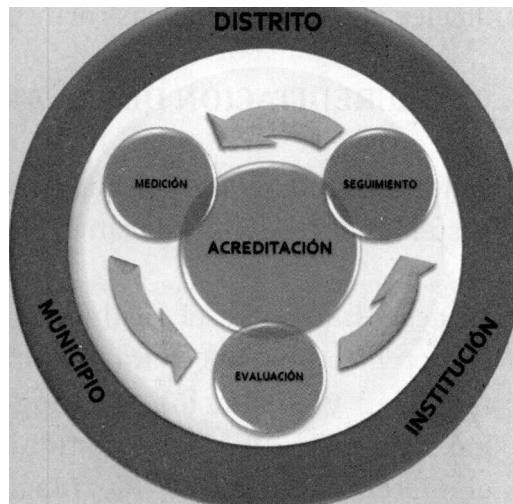 DISTRITO
MEDICIÓN
SEGUIMIENTO
ACREDITACIÓN
EVALUACIÓN
MUNICIPIO
INSTITUCIÓN